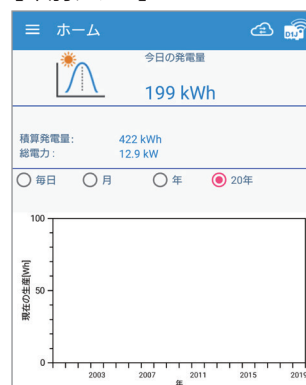 ホーム
D1J
今日の発電量
199 kWh
積算発電量: 422 kWh
総電力: 12.9 kW
毎日 月 年 20年
100
50
0
現在の生産[Wh]
2003 2007 2011 2015 2019
年